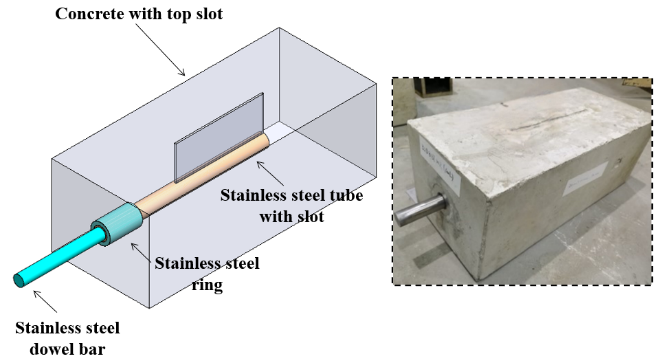 Concrete with top slot
Stainless steel tube
with slot
Stainless steel
ring
Stainless steel
dowel bar